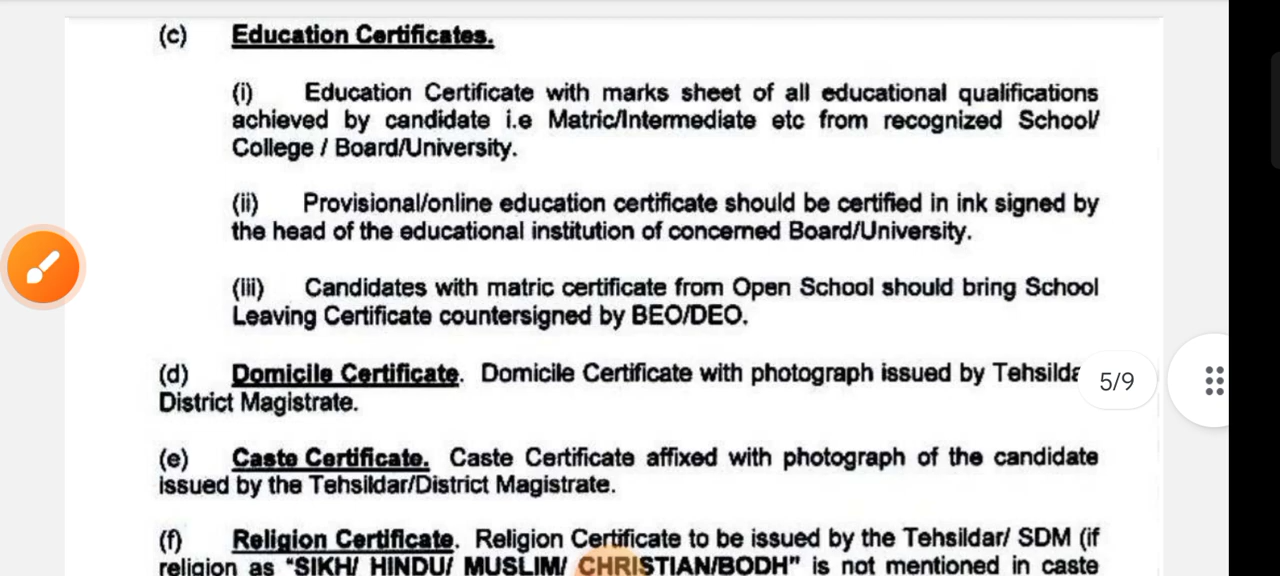 (c) Education Certificates.
(i) Education Certificate with marks sheet of all educational qualifications
achieved by candidate i.e Matric/Intermediate etc from recognized School/
College / Board/University.
(ii) Provisional/online education certificate should be certified in ink signed by
the head of the educational institution of concerned Board/University.
(iii) Candidates with matric certificate from Open School should bring School
Leaving Certificate countersigned by BEO/DEO.
(d) Domicile Certificate. Domicile Certificate with photograph issued by
District Magistrate.
5/9
(e) Caste Certificate. Caste Certificate affixed with photograph of the candidate
issued by the Tehsildar/District Magistrate.
(f) Religion Certificate. Religion Certificate to be issued by the Tehsildar/ SDM (if
religion as "SIKH/ HINDU/ MUSLIM/ CHRISTIAN/BODH" is not mentioned in caste